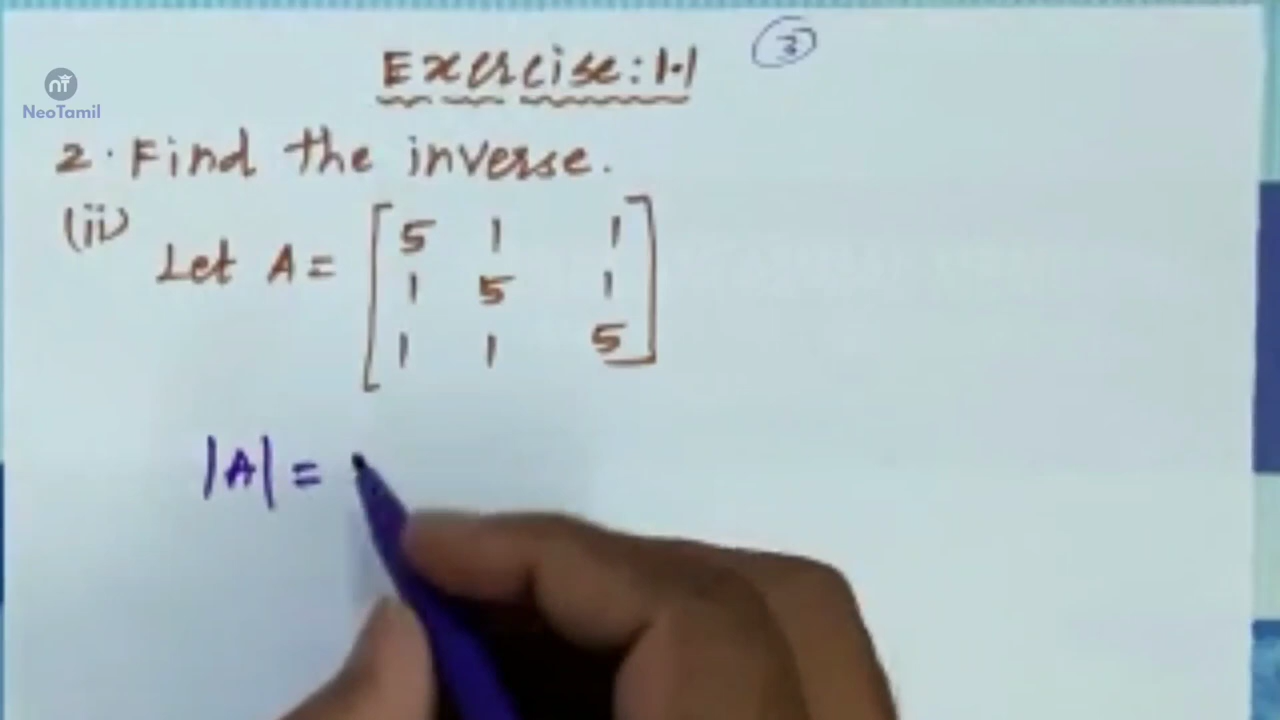 Exercise: 1.1
NeoTamil
2. Find the inverse.
(ii)
Let A = [5 1 1
1 5 1
1 1 5]
|A| =